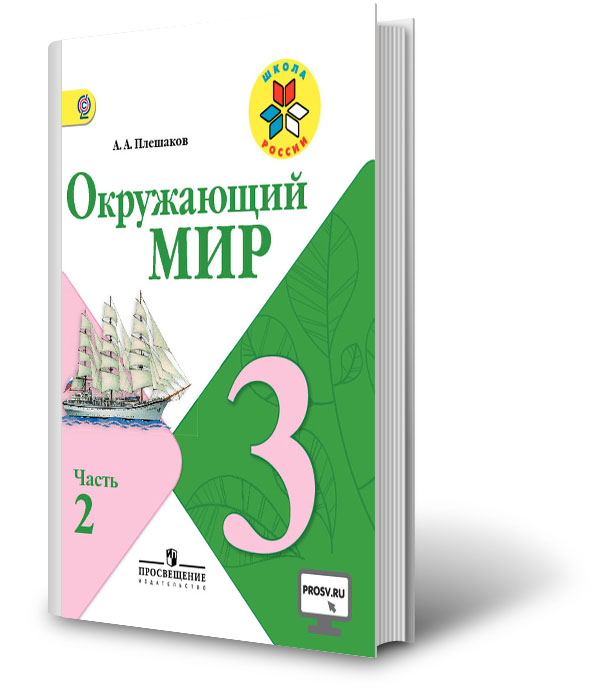 ШКОЛА
РОССИИ
А. А. Плешаков
Окружающий
МИР
3
Часть
2
ПРОСВЕЩЕНИЕ
ИЗДАТЕЛЬСТВО
PROSV.RU